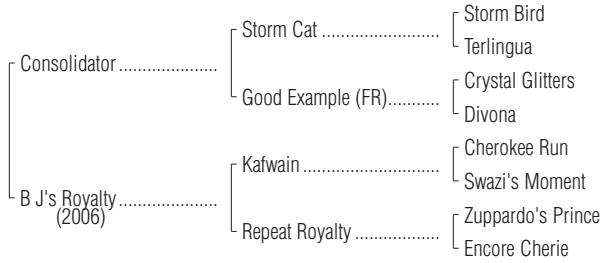 Storm Bird
Storm Cat ......................
Terlingua
Consolidator ....................
Crystal Glitters
Good Example (FR)...........
Divona
Cherokee Run
Kafwain .............................
Swazi's Moment
B J's Royalty ....................
(2006)
Zuppardo's Prince
Repeat Royalty .................
Encore Cherie